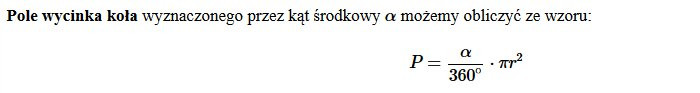 Pole wycinka koła wyznaczonego przez kąt środkowy α możemy obliczyć ze wzoru:
P = α/360° · πr²